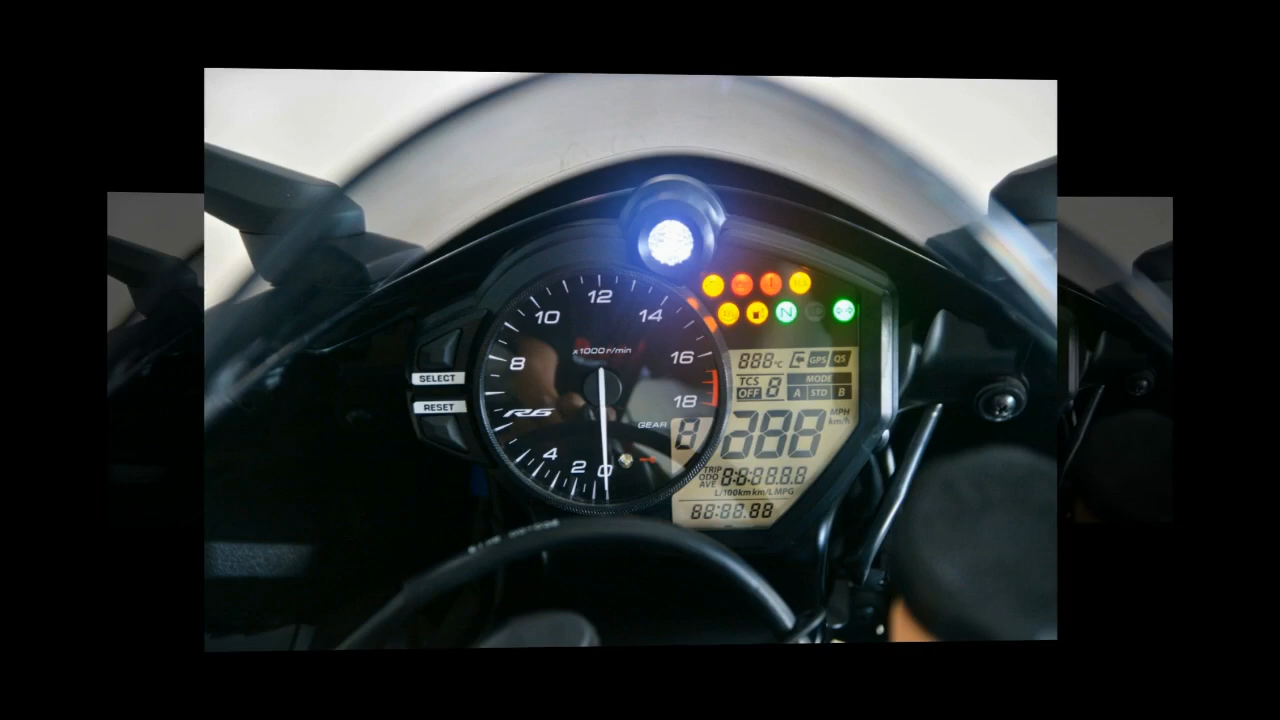 12
10
14
x1000 r/min
8
16
SELECT
18
RESET
R6
GEAR 8
4
2
0
N
888°C GPS QS
TCS OFF 8
MODE
A STD B
288
MPH
km/h
TRIP
ODO
AVE
8:8:8.8.8
L/100km km/L MPG
88:88.88